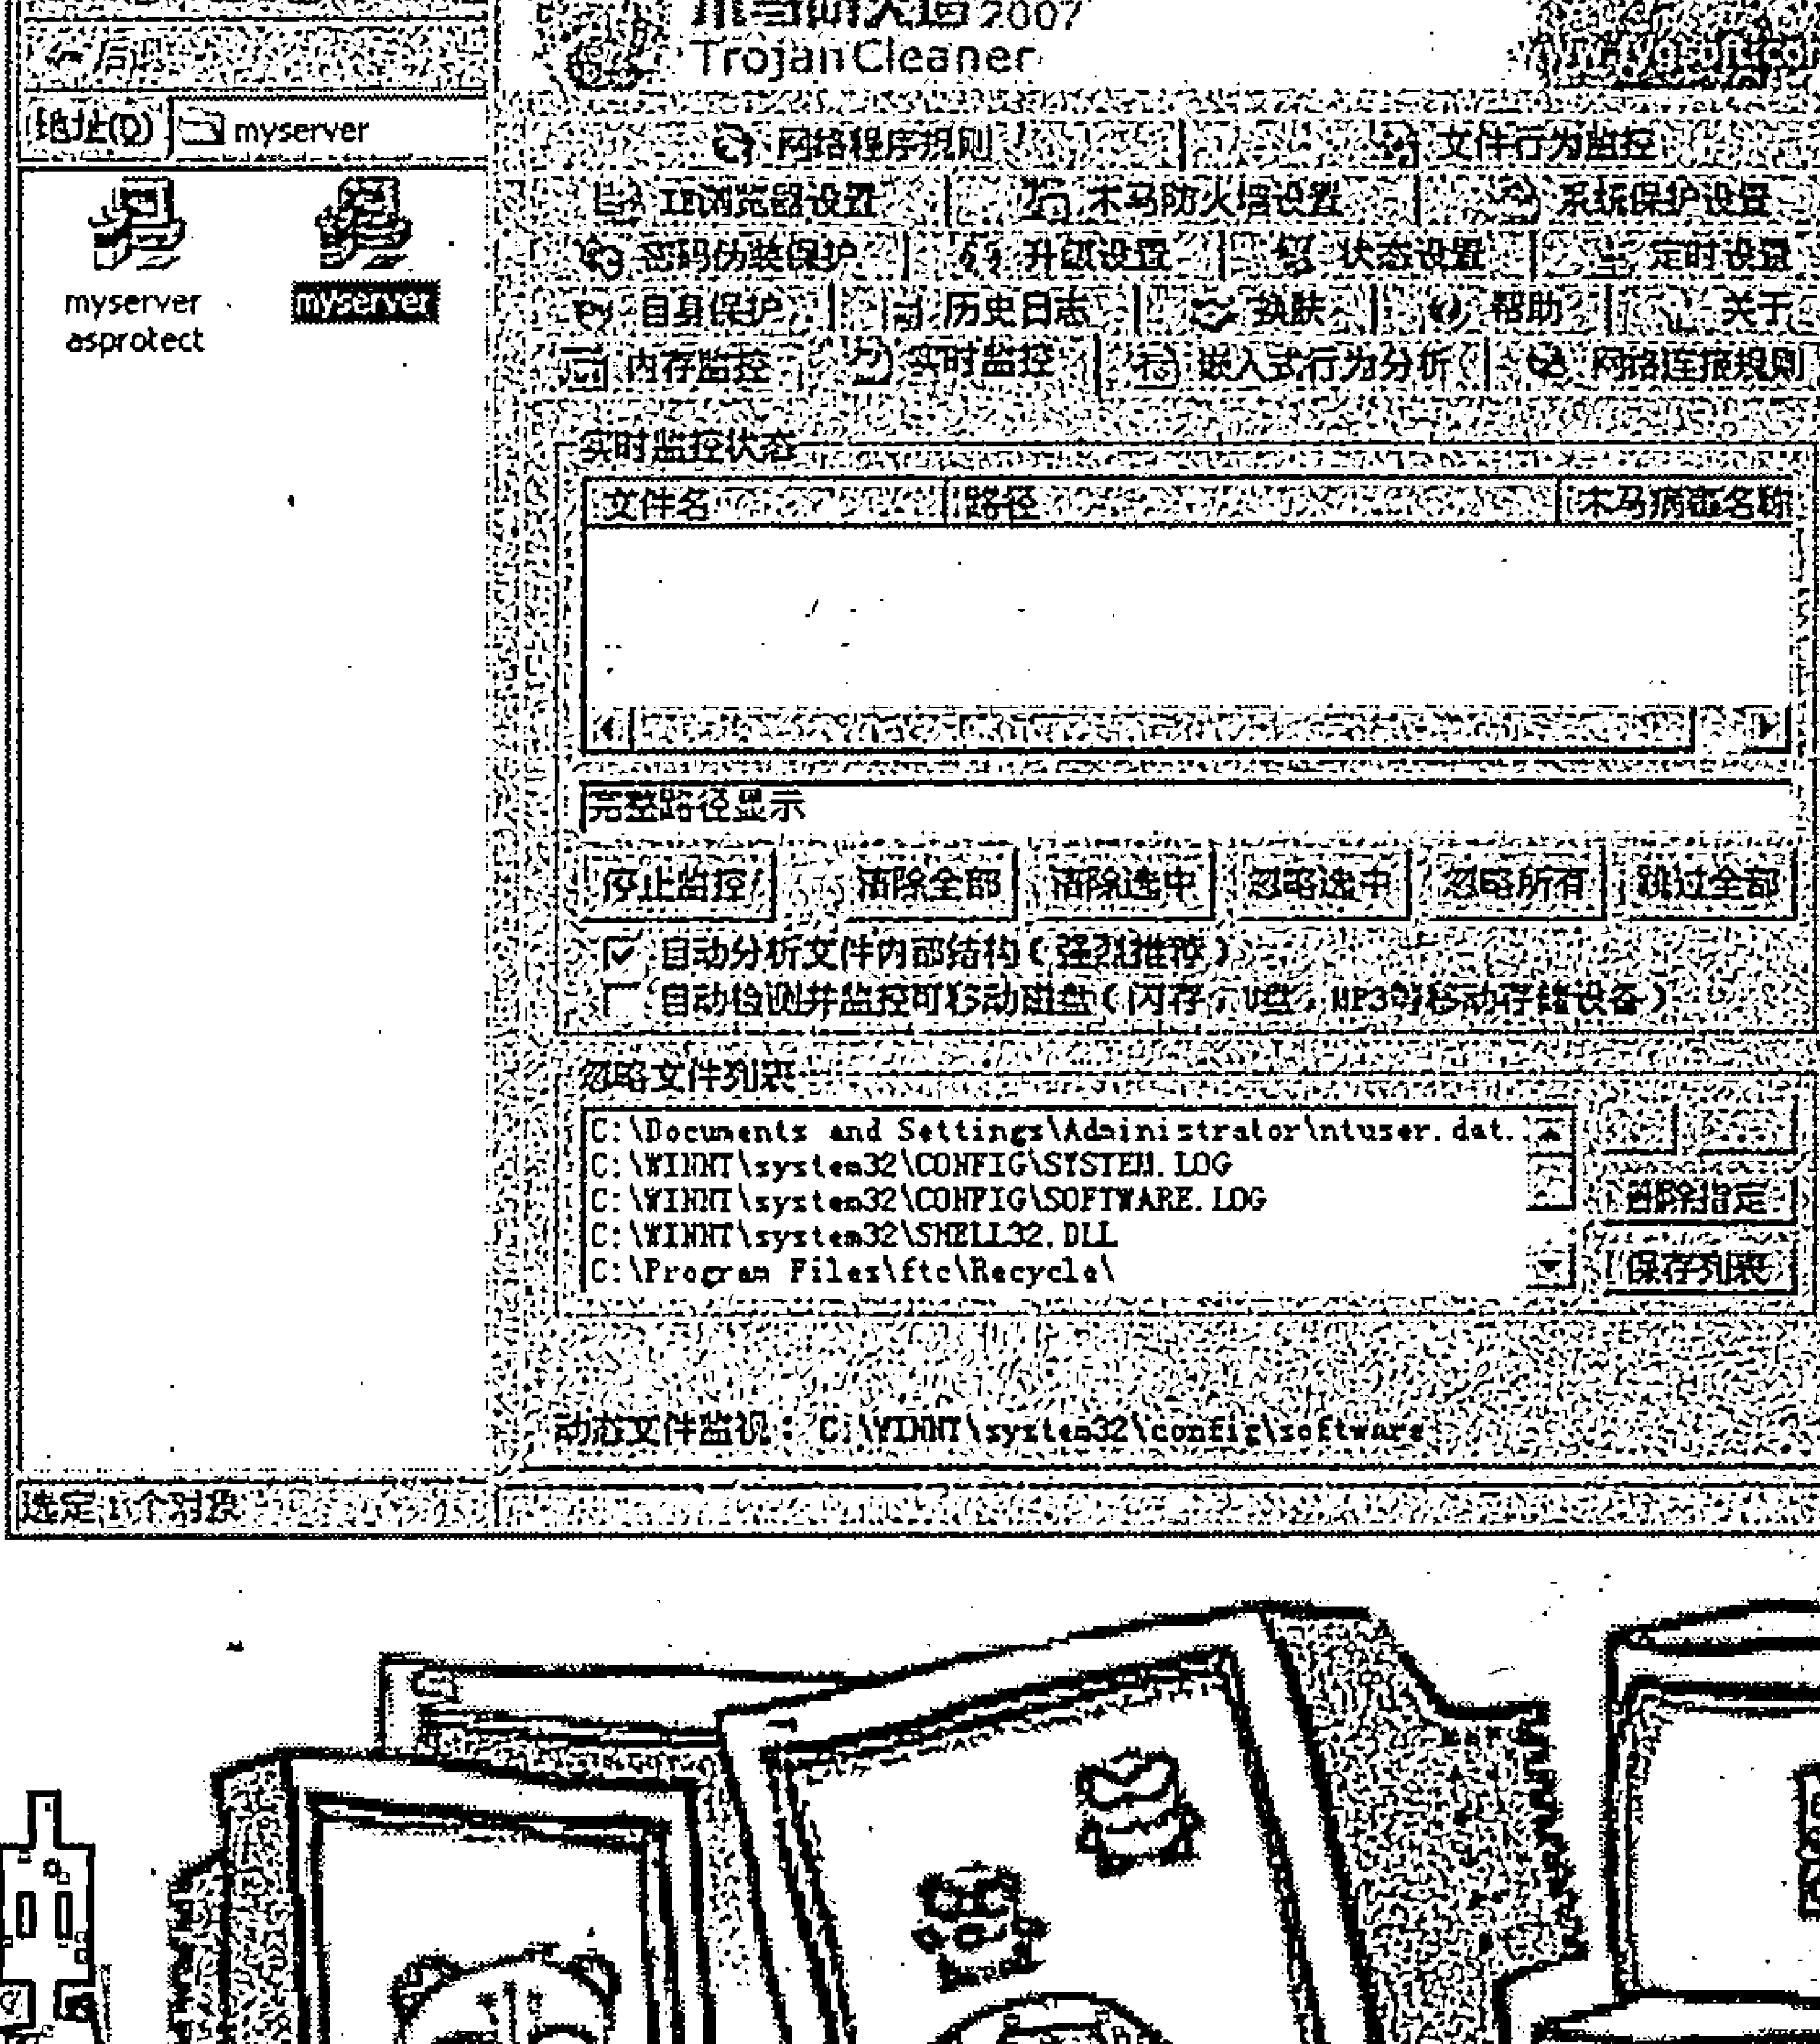 木马防火墙 2007
Trojan Cleaner
地址(D) myserver
myserver
asprotect
myserver
网络程序规则 文件行为监控
IE浏览器设置 木马防火墙设置 系统保护设置
密码伪装保护 升级设置 状态设置 定时设置
自身保护 历史日志 换肤 帮助 关于
内存监控 实时监控 嵌入式行为分析 网络连接规则
实时监控状态
文件名 路径 木马病毒名称
完整路径显示
停止监控 清除全部 清除选中 忽略选中 忽略所有 跳过全部
自动分析文件内部结构(强烈推荐)
自动检测并监控可移动磁盘(闪存,U盘,MP3等移动存储设备)
忽略文件列表
C:\Documents and Settings\Administrator\ntuser.dat.
C:\WINNT\system32\CONFIG\SYSTEM.LOG
C:\WINNT\system32\CONFIG\SOFTWARE.LOG
C:\WINNT\system32\SHELL32.DLL
C:\Program Files\ftc\Recycle\
删除指定
保存列表
动态文件监视: C:\WINNT\system32\config\software
选定 1 个对象